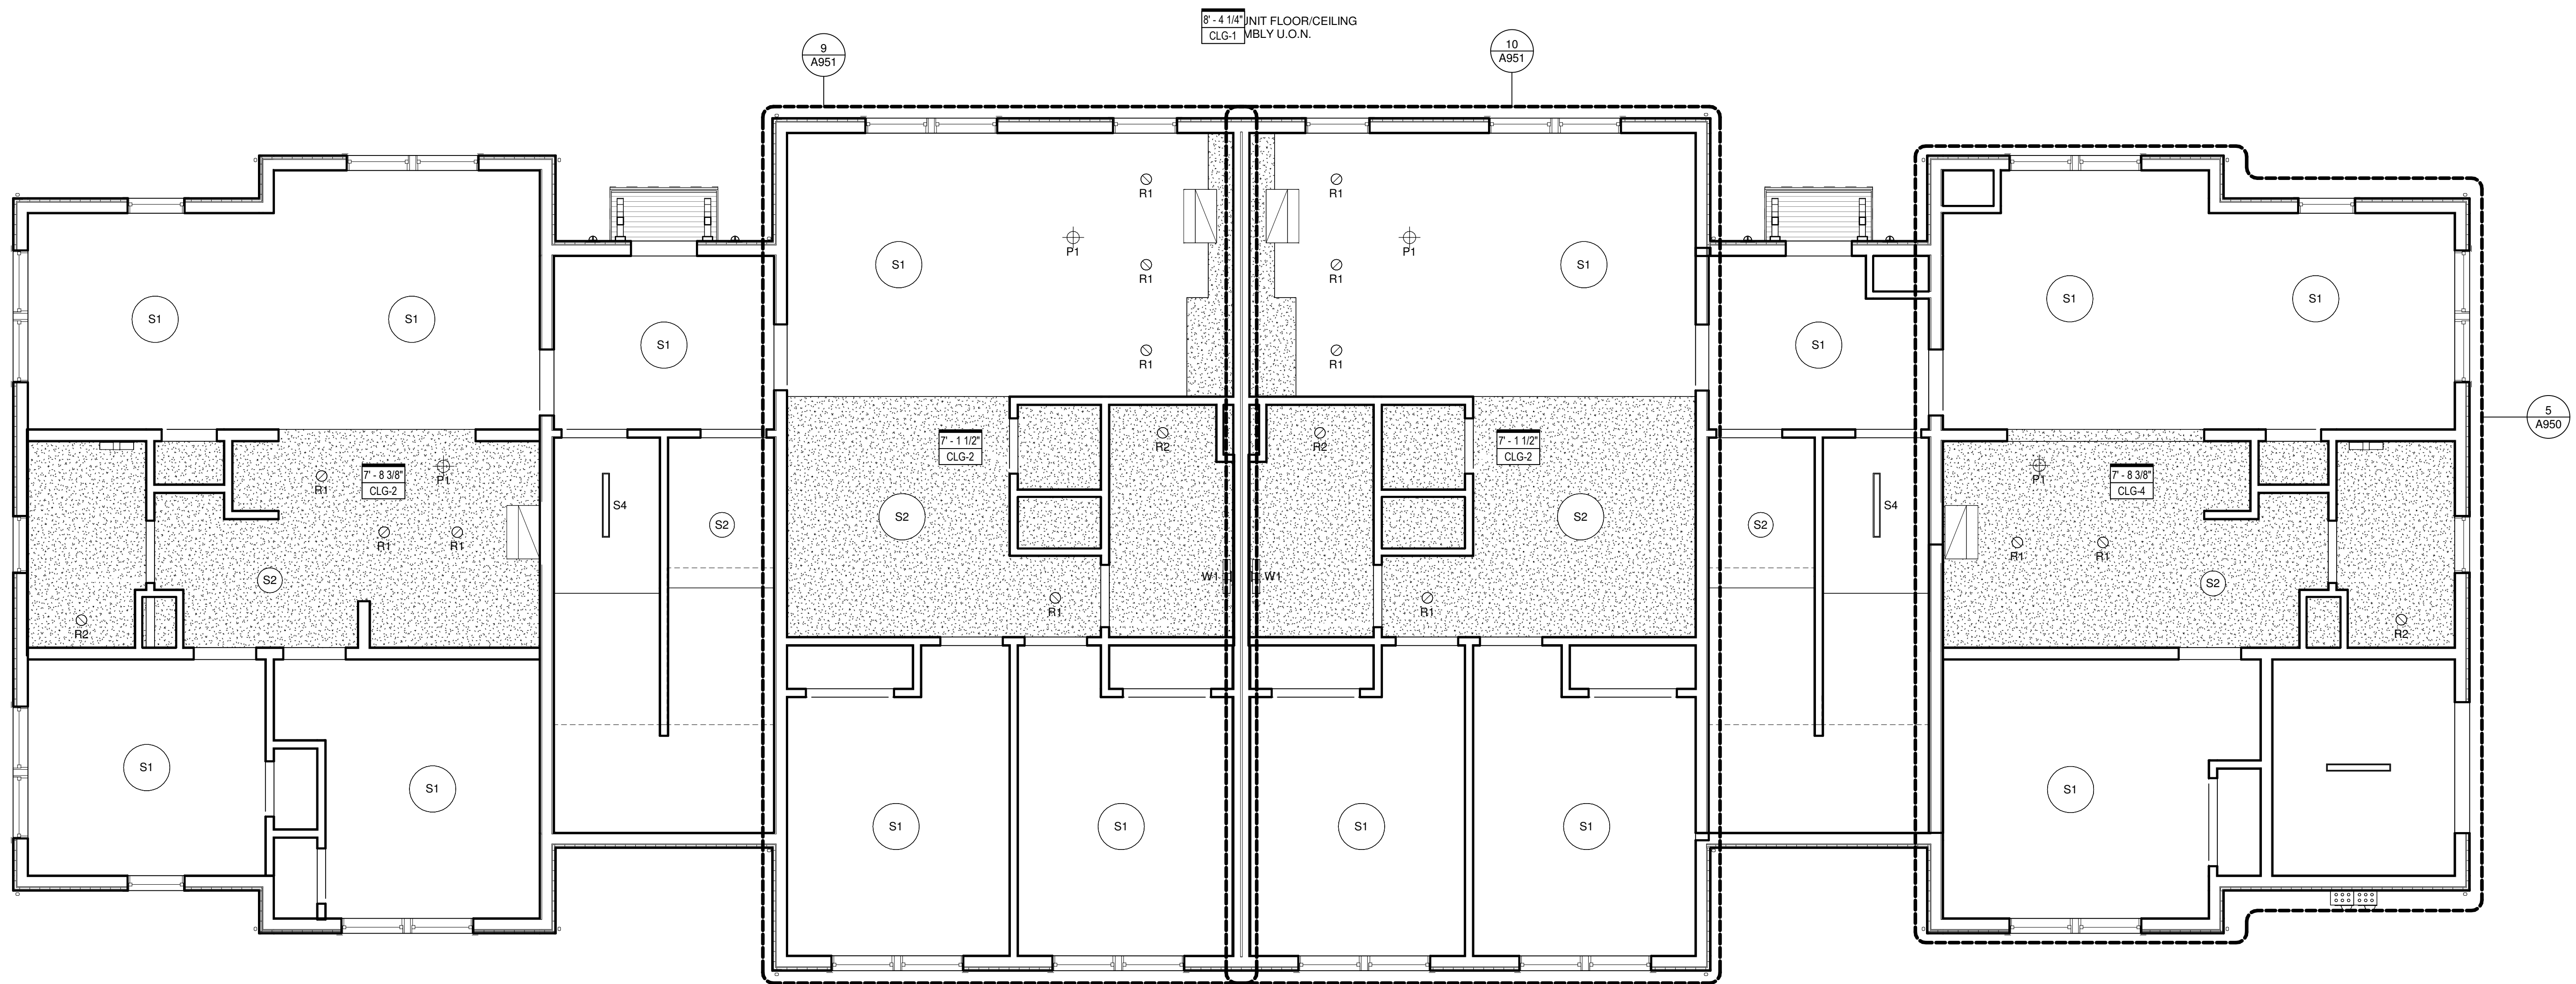 8' - 4 1/4" UNIT FLOOR/CEILING
CLG-1 MBLY U.O.N.
9
A951
10
A951
R1
R1
P1
P1
S1
R1
R1
S1
S1
S1
S1
S1
S1
S1
S1
R1
R1
5
A950
R2
R2
7' - 1 1/2"
CLG-2
7' - 1 1/2"
CLG-2
7' - 8 3/8"
CLG-2
P1
R1
P1
7' - 8 3/8"
CLG-4
S4
S2
S2
S2
S2
S4
R1
R1
R1
R1
S2
W1
W1
S2
R1
R1
R2
R2
S1
S1
S1
S1
S1
S1
S1